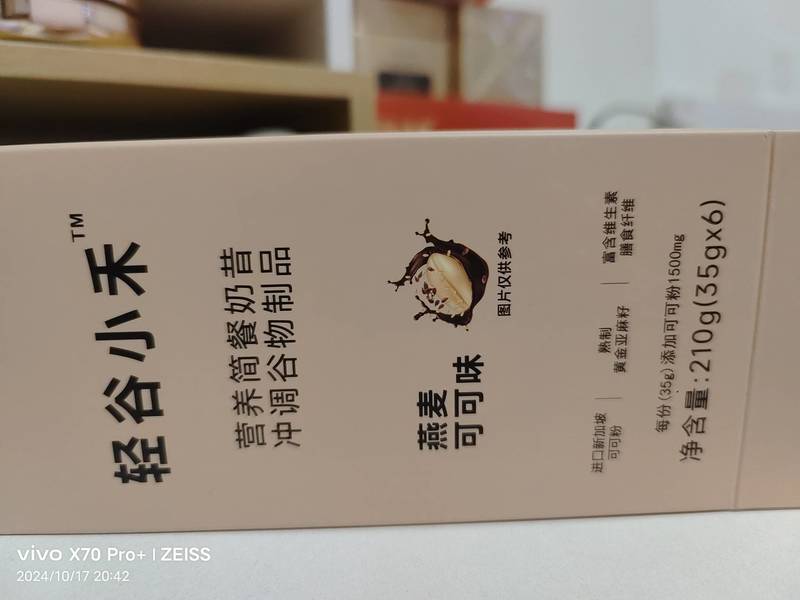 轻谷小禾™
营养简餐奶昔
冲调谷物制品
燕麦
可可味
图片仅供参考
进口新加坡
可可粉
熟制
黄金亚麻籽
富含维生素
膳食纤维
每份(35g)添加可可粉1500mg
净含量:210g(35gx6)
vivo X70 Pro+ | ZEISS
2024/10/17 20:42